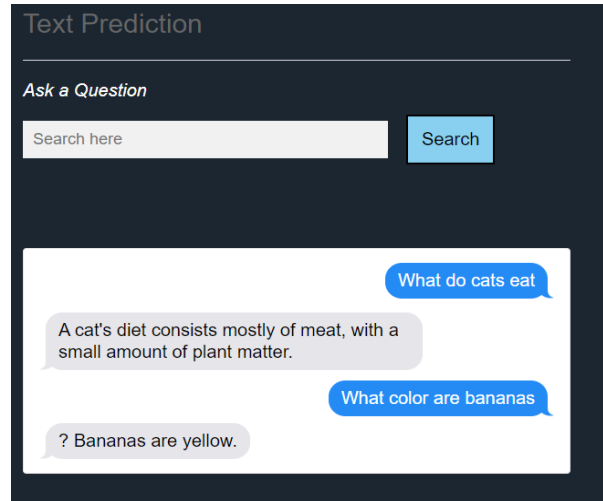 Text Prediction
Ask a Question
Search here
Search
What do cats eat
A cat's diet consists mostly of meat, with a
small amount of plant matter.
What color are bananas
? Bananas are yellow.